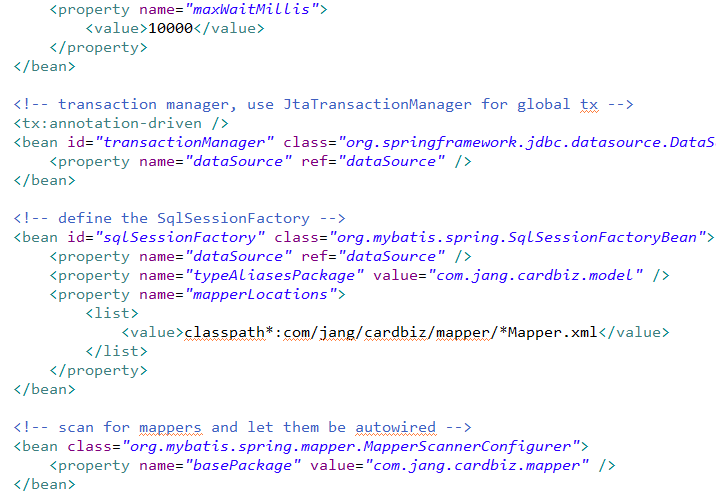 <property name="maxWaitMillis">
<value>10000</value>
</property>
</bean>
<!-- transaction manager, use JtaTransactionManager for global tx -->
<tx:annotation-driven />
<bean id="transactionManager" class="org.springframework.jdbc.datasource.DataS
<property name="dataSource" ref="dataSource" />
</bean>
<!-- define the SqlSessionFactory -->
<bean id="sqlSessionFactory" class="org.mybatis.spring.SqlSessionFactoryBean">
<property name="dataSource" ref="dataSource" />
<property name="typeAliasesPackage" value="com.jang.cardbiz.model" />
<property name="mapperLocations">
<list>
<value>classpath*:com/jang/cardbiz/mapper/*Mapper.xml</value>
</list>
</property>
</bean>
<!-- scan for mappers and let them be autowired -->
<bean class="org.mybatis.spring.mapper.MapperScannerConfigurer">
<property name="basePackage" value="com.jang.cardbiz.mapper" />
</bean>